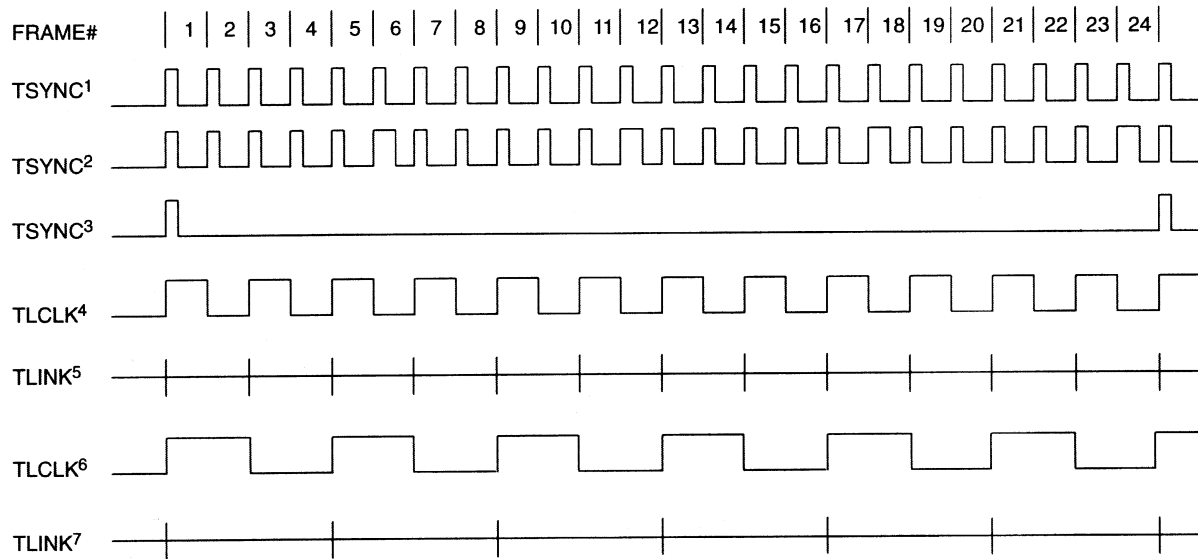 FRAME# 1 2 3 4 5 6 7 8 9 10 11 12 13 14 15 16 17 18 19 20 21 22 23 24
TSYNC1
TSYNC2
TSYNC3
TLCLK4
TLINK5
TLCLK6
TLINK7